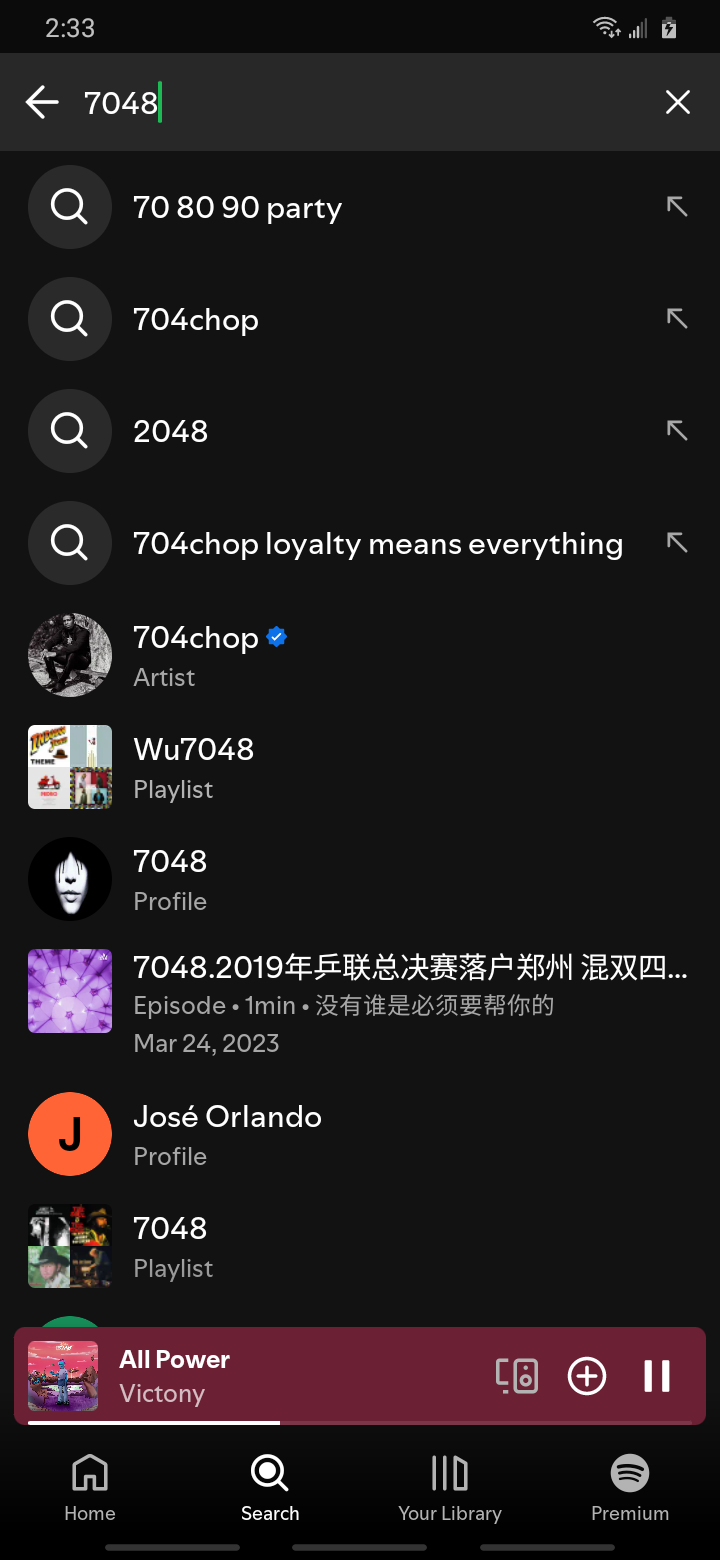 2:33
7048
70 80 90 party
704chop
2048
704chop loyalty means everything
704chop
Artist
Wu7048
Playlist
7048
Profile
7048.2019年乒联总决赛落户郑州 混双四...
Episode • 1min • 没有谁是必须要帮你的
Mar 24, 2023
J
José Orlando
Profile
7048
Playlist
All Power
Victony
Home
Search
Your Library
Premium